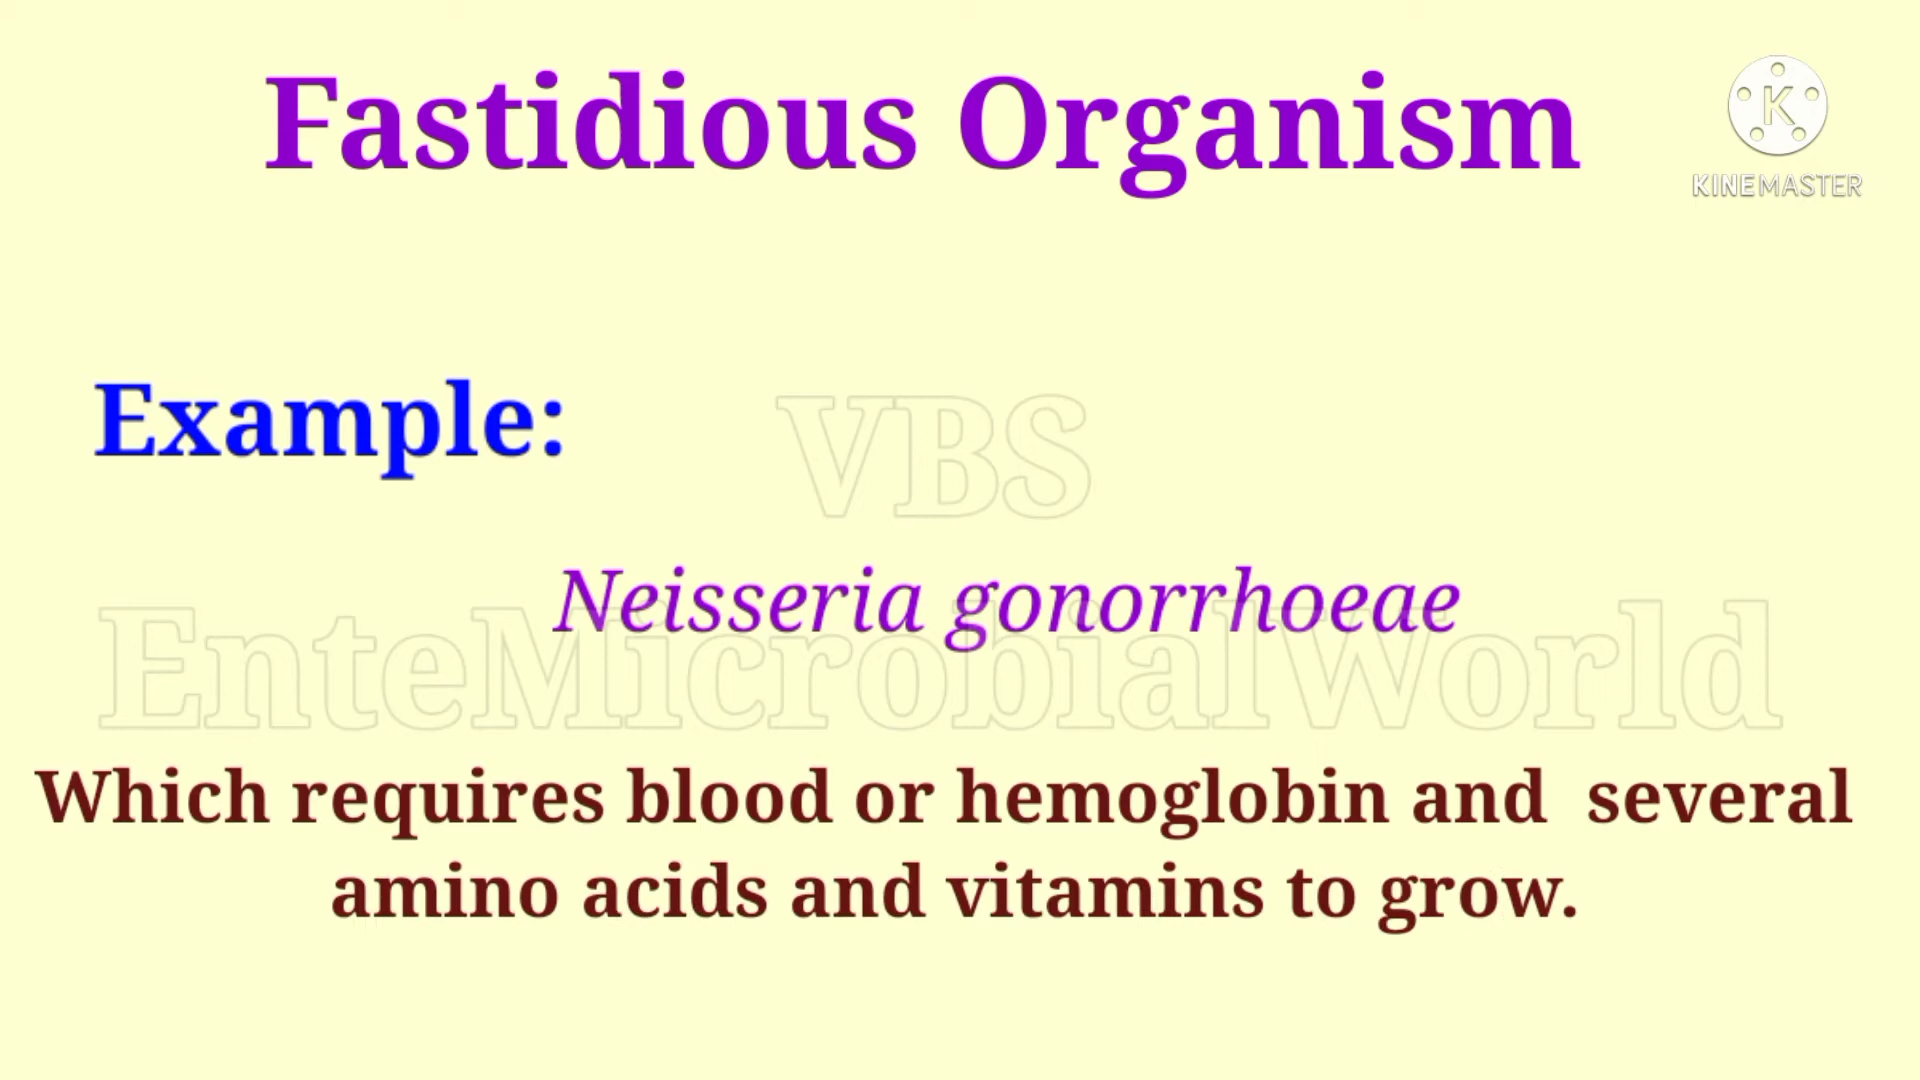 Fastidious Organism
K
KINEMASTER
Example:
VBS
Neisseria gonorrhoeae
EnteMicrobialWorld
Which requires blood or hemoglobin and several
amino acids and vitamins to grow.